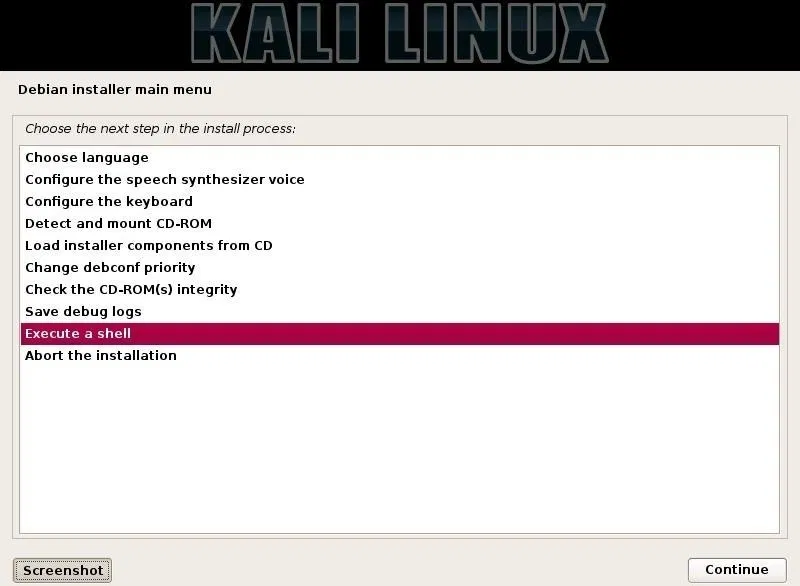 KALI LINUX
Debian installer main menu
Choose the next step in the install process:
Choose language
Configure the speech synthesizer voice
Configure the keyboard
Detect and mount CD-ROM
Load installer components from CD
Change debconf priority
Check the CD-ROM(s) integrity
Save debug logs
Execute a shell
Abort the installation
Screenshot
Continue